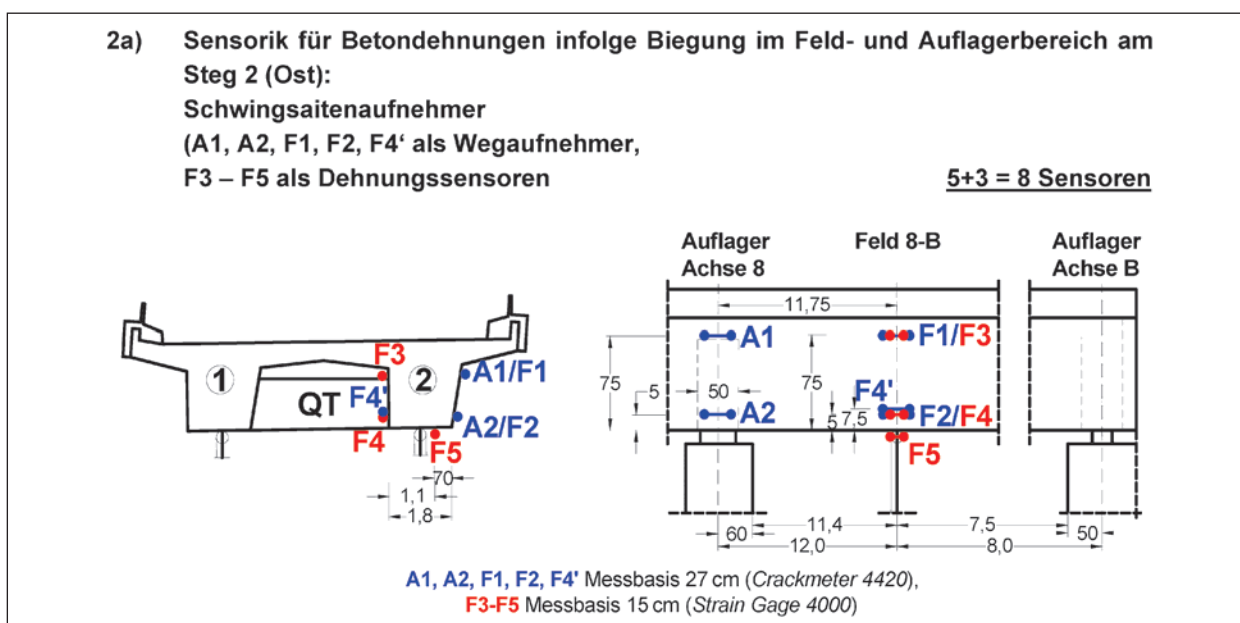 2a) Sensorik für Betondehnungen infolge Biegung im Feld- und Auflagerbereich am
Steg 2 (Ost):
Schwingsaitenaufnehmer
(A1, A2, F1, F2, F4‘ als Wegaufnehmer,
F3 – F5 als Dehnungssensoren
5+3 = 8 Sensoren
Auflager
Achse 8
Feld 8-B
Auflager
Achse B
11,75
1
QT
F3
2
F4'
F4
F5
A1/F1
A2/F2
70
1,1
1,8
75
5
50
A1
A2
75
5
7,5
F1/F3
F4'
F2/F4
F5
60
11,4
7,5
50
12,0
8,0
A1, A2, F1, F2, F4' Messbasis 27 cm (Crackmeter 4420),
F3-F5 Messbasis 15 cm (Strain Gage 4000)